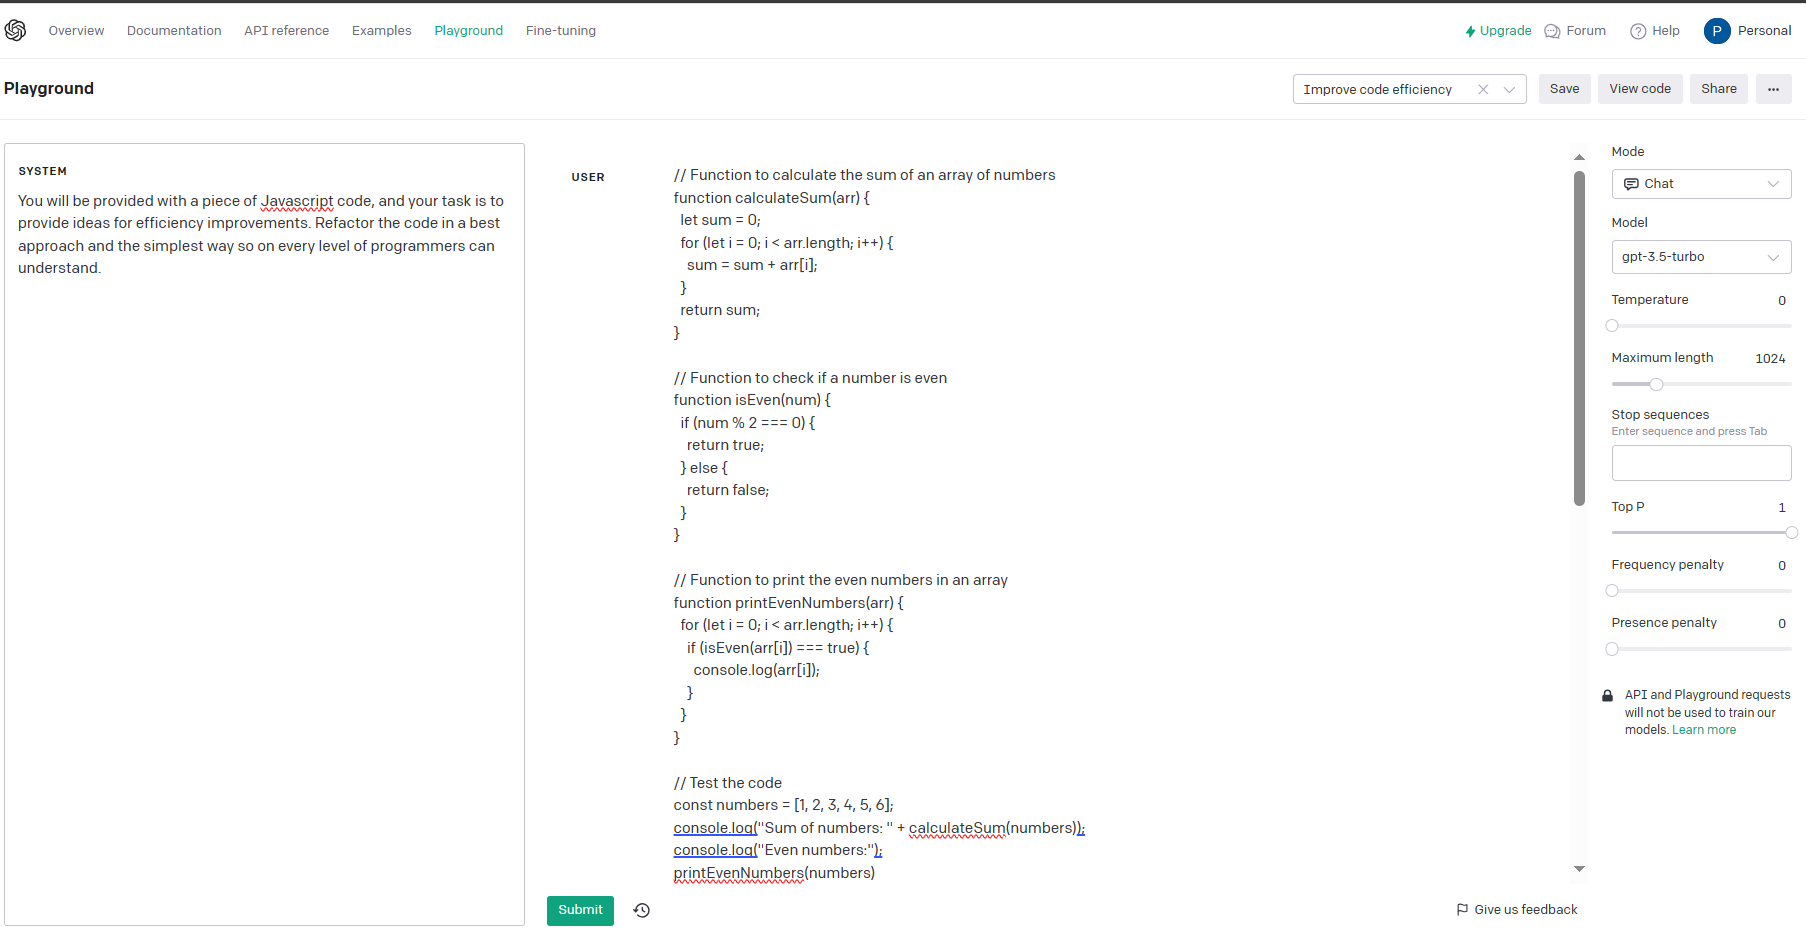 Overview Documentation API reference Examples Playground Fine-tuning Upgrade Forum Help P Personal
Playground
Improve code efficiency Save View code Share ...
SYSTEM
You will be provided with a piece of Javascript code, and your task is to
provide ideas for efficiency improvements. Refactor the code in a best
approach and the simplest way so on every level of programmers can
understand.
USER
// Function to calculate the sum of an array of numbers
function calculateSum(arr) {
  let sum = 0;
  for (let i = 0; i < arr.length; i++) {
    sum = sum + arr[i];
  }
  return sum;
}

// Function to check if a number is even
function isEven(num) {
  if (num % 2 === 0) {
    return true;
  } else {
    return false;
  }
}

// Function to print the even numbers in an array
function printEvenNumbers(arr) {
  for (let i = 0; i < arr.length; i++) {
    if (isEven(arr[i]) === true) {
      console.log(arr[i]);
    }
  }
}

// Test the code
const numbers = [1, 2, 3, 4, 5, 6];
console.log("Sum of numbers: " + calculateSum(numbers));
console.log("Even numbers:");
printEvenNumbers(numbers)
Submit
Give us feedback
Mode
Chat
Model
gpt-3.5-turbo
Temperature 0
Maximum length 1024
Stop sequences
Enter sequence and press Tab
Top P 1
Frequency penalty 0
Presence penalty 0
API and Playground requests
will not be used to train our
models. Learn more